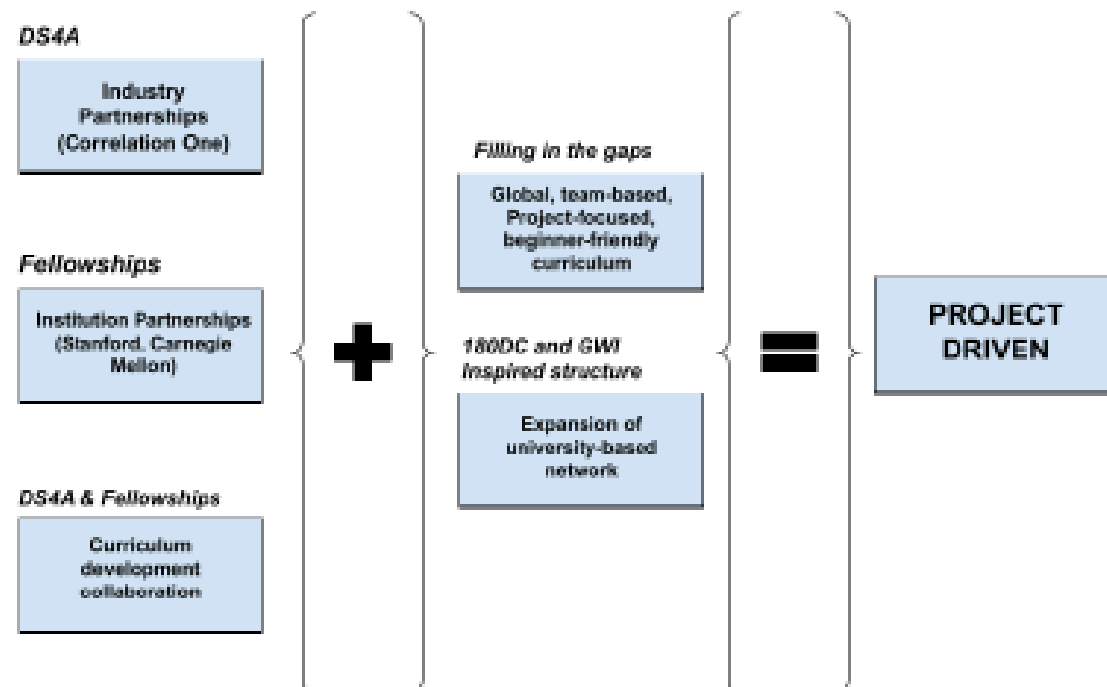 DS4A
Industry
Partnerships
(Correlation One)
Fellowships
Institution Partnerships
(Stanford, Carnegie
Mellon)
DS4A & Fellowships
Curriculum
development
collaboration
Filling in the gaps
Global, team-based,
Project-focused,
beginner-friendly
curriculum
180DC and GWI
Inspired structure
Expansion of
university-based
network
PROJECT
DRIVEN